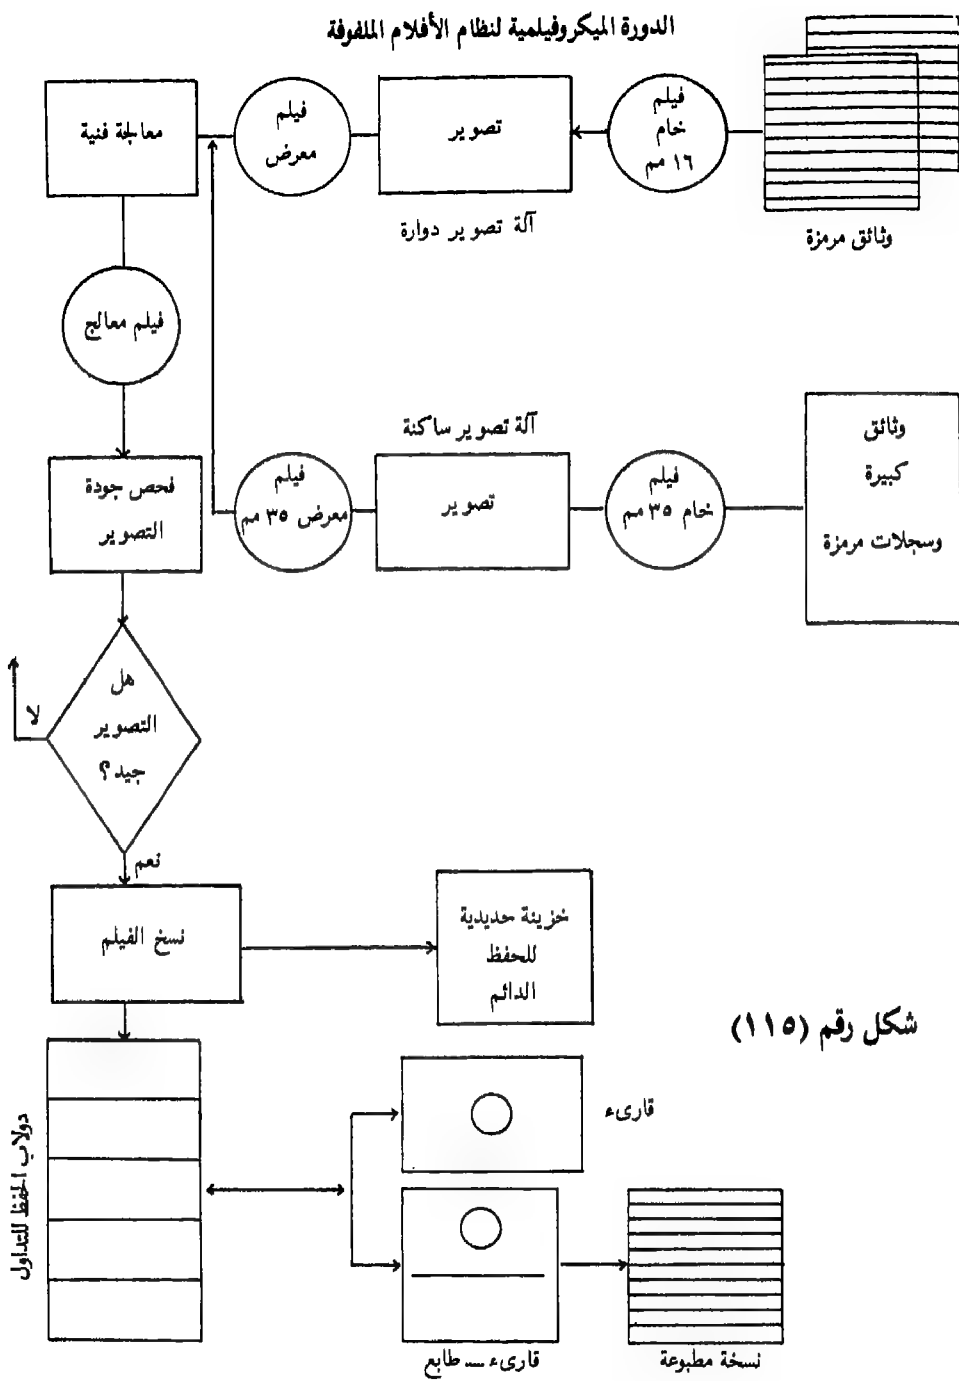 الدورة الميكروفيلمية لنظام الأفلام الملفوفة
وثائق مرمزة
فيلم
خام
١٦ مم
تصوير
آلة تصوير دوارة
فيلم
معرض
معالجة فنية
فيلم معالج
وثائق
كبيرة
وسجلات مرمزة
فيلم
خام ٣٥ مم
آلة تصوير ساكنة
تصوير
فيلم
معرض ٣٥ مم
فحص جودة
التصوير
هل
التصوير
جيد؟
لا
نعم
نسخ الفيلم
خزينة حديدية
للحفظ
الدائم
شكل رقم (١١٥)
دولاب الحفظ للتداول
قارىء
قارىء — طابع
نسخة مطبوعة